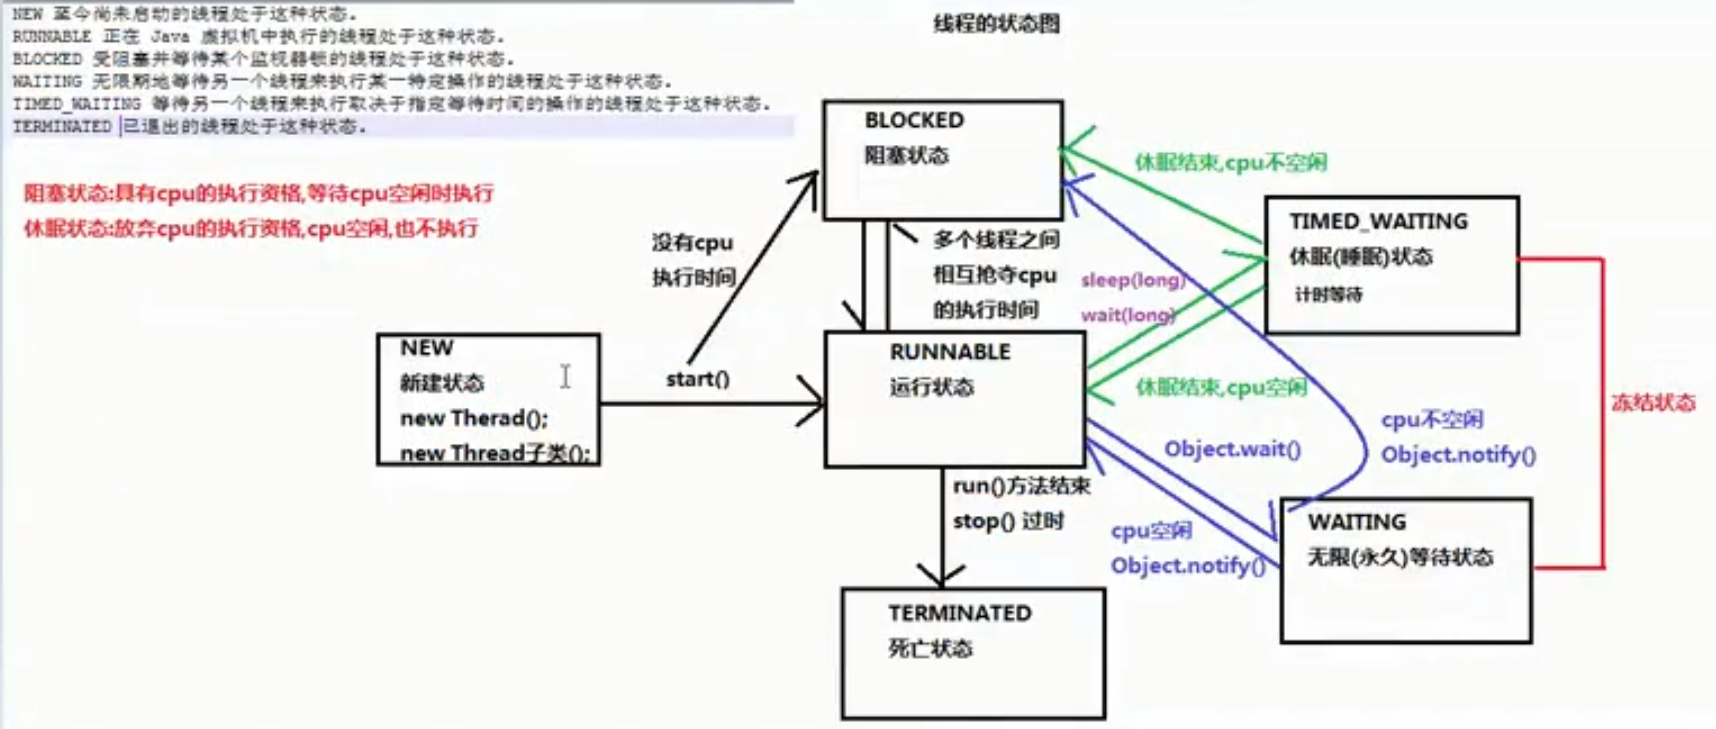 NEW 至今尚未启动的线程处于这种状态。
RUNNABLE 正在 Java 虚拟机中执行的线程处于这种状态。
BLOCKED 受阻塞并等待某个监视器锁的线程处于这种状态。
WAITING 无限期地等待另一个线程来执行某一特定操作的线程处于这种状态。
TIMED_WAITING 等待另一个线程来执行取决于指定等待时间的操作的线程处于这种状态。
TERMINATED 已退出的线程处于这种状态。
线程的状态图
阻塞状态:具有cpu的执行资格,等待cpu空闲时执行
休眠状态:放弃cpu的执行资格,cpu空闲,也不执行
BLOCKED
阻塞状态
休眠结束,cpu不空闲
TIMED_WAITING
休眠(睡眠)状态
计时等待
没有cpu
执行时间
多个线程之间
相互抢夺cpu
的执行时间
sleep(long)
wait(long)
NEW
新建状态
new Therad();
new Thread子类();
start()
RUNNABLE
运行状态
休眠结束,cpu空闲
冻结状态
cpu不空闲
Object.notify()
Object.wait()
run()方法结束
stop() 过时
cpu空闲
Object.notify()
WAITING
无限(永久)等待状态
TERMINATED
死亡状态